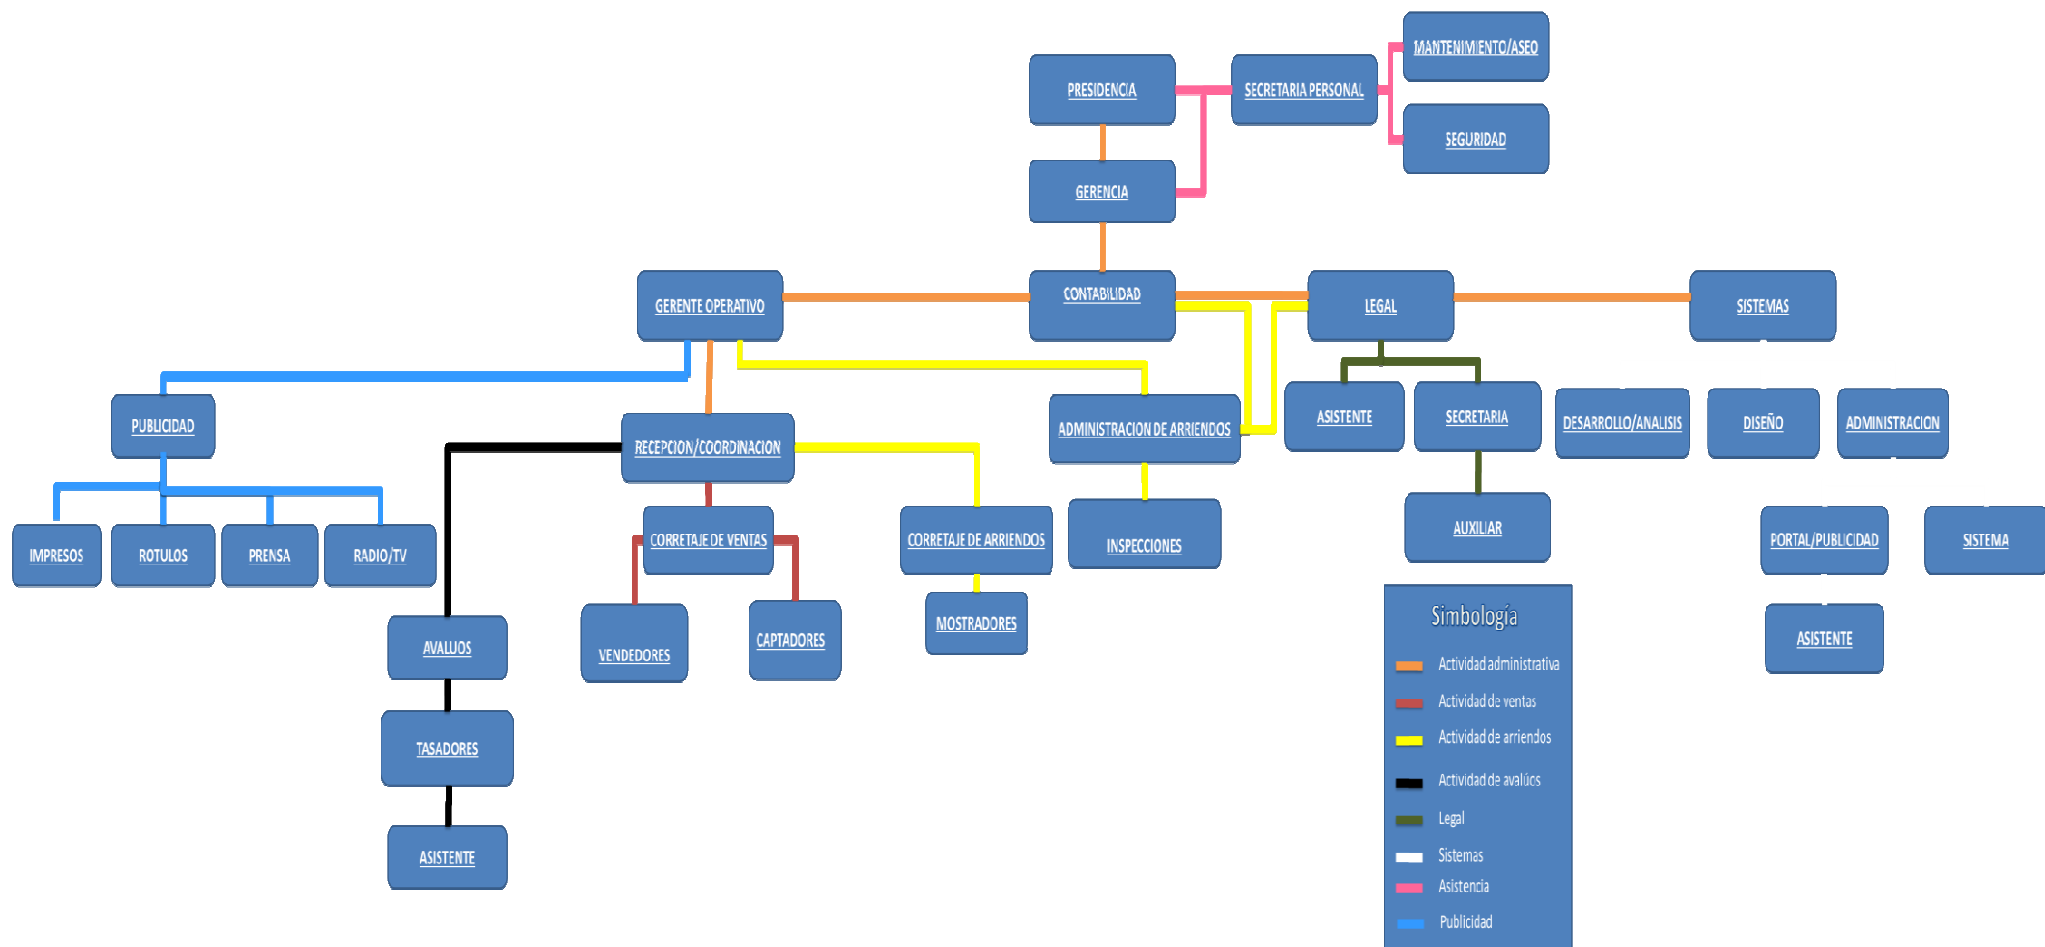 MANTENIMIENTO/ASEO
PRESIDENCIA
SECRETARIA PERSONAL
SEGURIDAD
GERENCIA
GERENTE OPERATIVO
CONTABILIDAD
LEGAL
SISTEMAS
PUBLICIDAD
RECEPCION/COORDINACION
ADMINISTRACION DE ARRIENDOS
ASISTENTE
SECRETARIA
DESARROLLO/ANALISIS
DISEÑO
ADMINISTRACION
IMPRESOS
ROTULOS
PRENSA
RADIO/TV
CORRETAJE DE VENTAS
CORRETAJE DE ARRIENDOS
INSPECCIONES
AUXILIAR
PORTAL/PUBLICIDAD
SISTEMA
AVALUOS
VENDEDORES
CAPTADORES
MOSTRADORES
ASISTENTE
TASADORES
ASISTENTE
Simbología
Actividad administrativa
Actividad de ventas
Actividad de arriendos
Actividad de avalúos
Legal
Sistemas
Asistencia
Publicidad